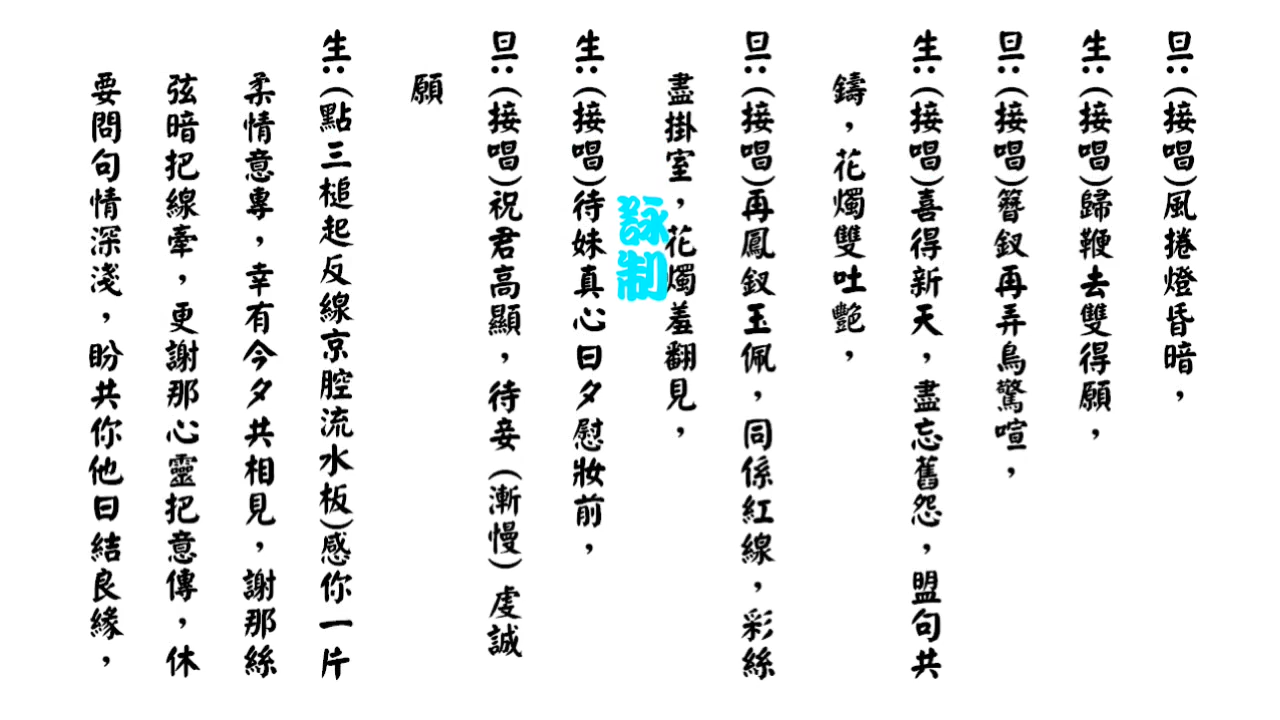 旦：（接唱）風捲燈昏暗，
生：（接唱）歸鞭去雙得願，
旦：（接唱）簪釵再弄鳥驚喧，
生：（接唱）喜得新天，盡忘舊怨，盟句共
鑄，花燭雙吐艷，
旦：（接唱）再鳳釵玉佩，同係紅線，彩絲
盡掛室，花燭羞翻見，
詠制
生：（接唱）待妹真心日夕慰妝前，
旦：（接唱）祝君高顯，待妾（漸慢）虔誠
願
生：（點三槌起反線京腔流水板）感你一片
柔情意專，幸有今夕共相見，謝那絲
弦暗把線牽，更謝那心靈把意傳，休
要問句情深淺，盼共你他日結良緣，